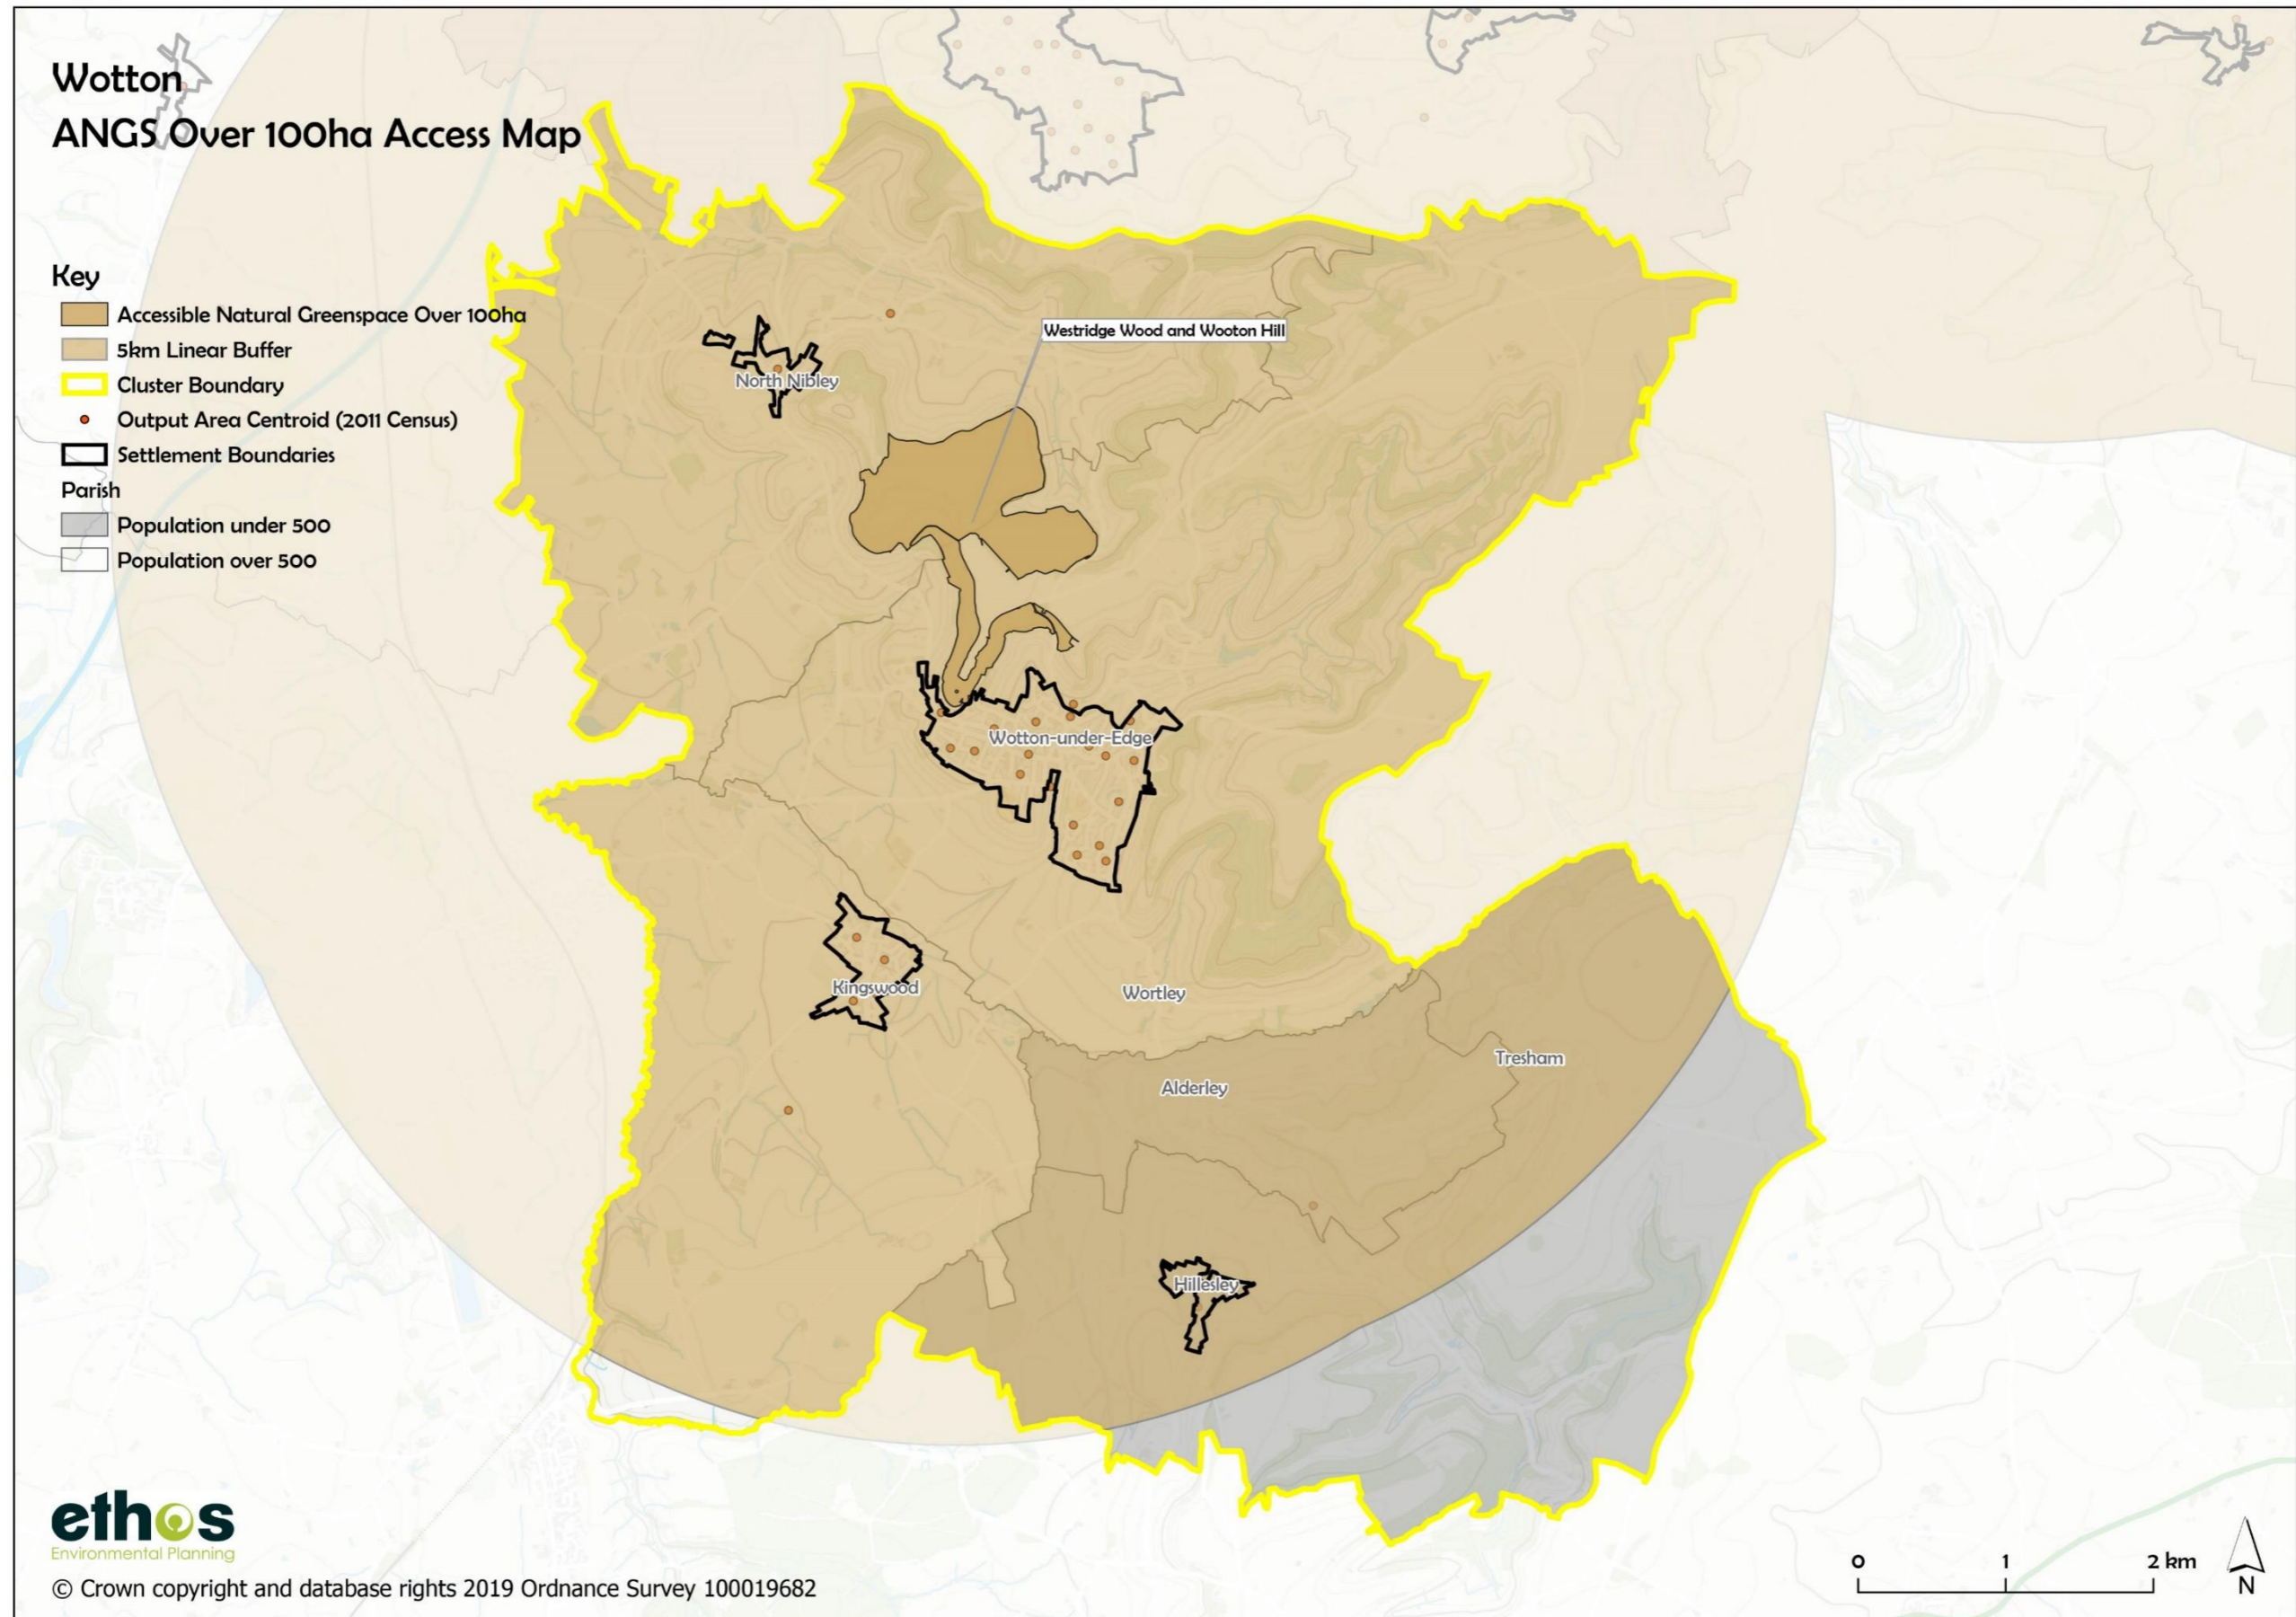 Wotton
ANGS Over 100ha Access Map
Key
Accessible Natural Greenspace Over 100ha
5km Linear Buffer
Cluster Boundary
Output Area Centroid (2011 Census)
Settlement Boundaries
Parish
Population under 500
Population over 500
Westridge Wood and Wooton Hill
North Nibley
Wotton-under-Edge
Kingswood
Wortley
Tresham
Alderley
Hillesley
ethos
Environmental Planning
© Crown copyright and database rights 2019 Ordnance Survey 100019682
0 1 2 km
N